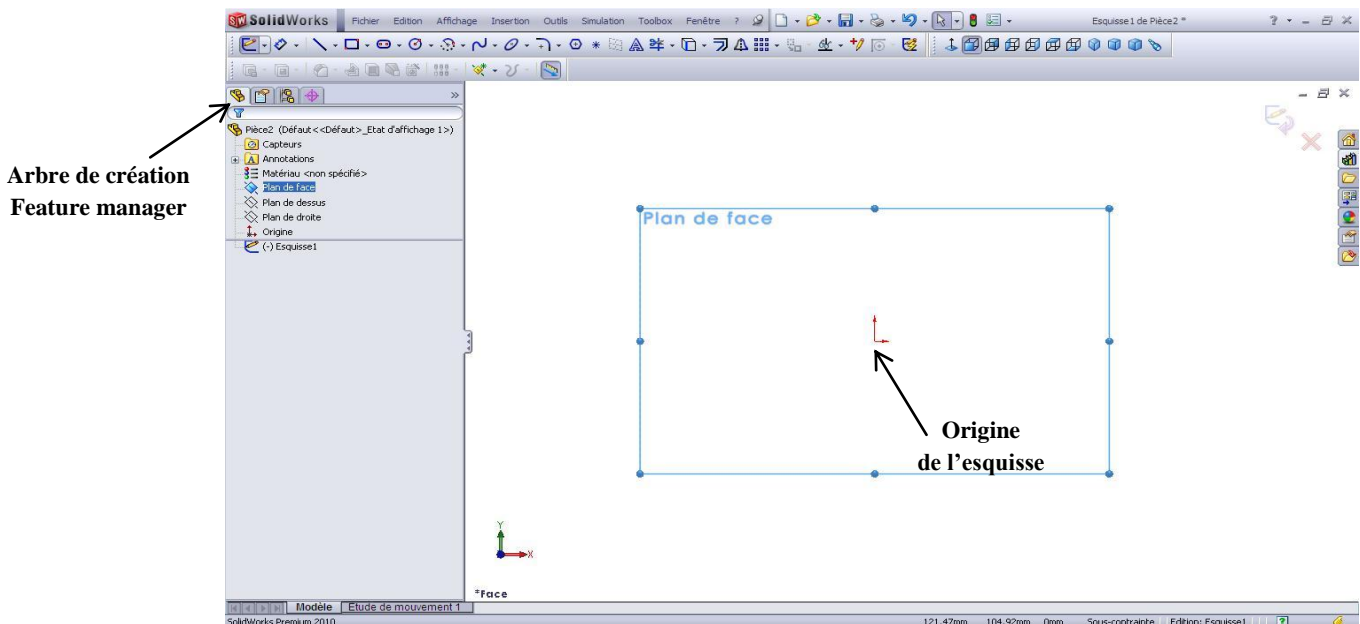 SolidWorks Fichier Edition Affichage Insertion Outils Simulation Toolbox Fenêtre ? Esquisse1 de Pièce2 *
Pièce2 (Défaut<<Défaut>_Etat d'affichage 1>)
Capteurs
Annotations
Matériau <non spécifié>
Plan de face
Plan de dessus
Plan de droite
Origine
(-) Esquisse1
Arbre de création
Feature manager
Plan de face
Origine
de l’esquisse
Y
X
*Face
Modèle Etude de mouvement 1
SolidWorks Premium 2010 121.47mm 104.92mm 0mm Sous-contrainte Edition: Esquisse1